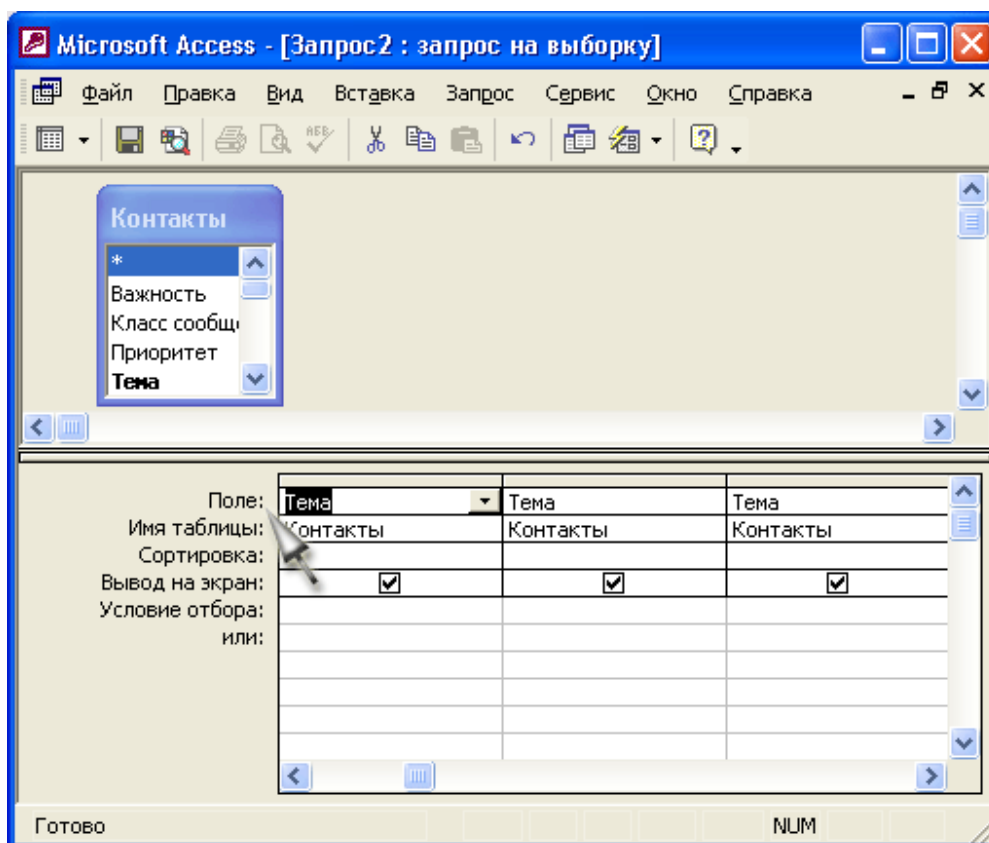 Microsoft Access - [Запрос2 : запрос на выборку]
Файл Правка Вид Вставка Запрос Сервис Окно Справка
Контакты
*
Важность
Класс сообщ
Приоритет
Тема
Поле: Тема Тема Тема
Имя таблицы: Контакты Контакты Контакты
Сортировка:
Вывод на экран:
Условие отбора:
или:
Готово NUM